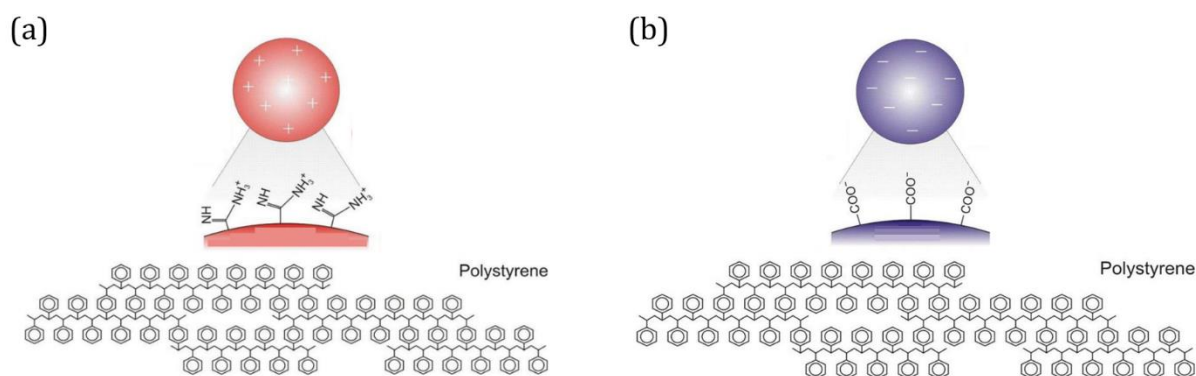 (a)
(b)
NH
NH₃⁺
NH
NH₃⁺
NH
NH₃⁺
COO⁻
COO⁻
COO⁻
Polystyrene
Polystyrene